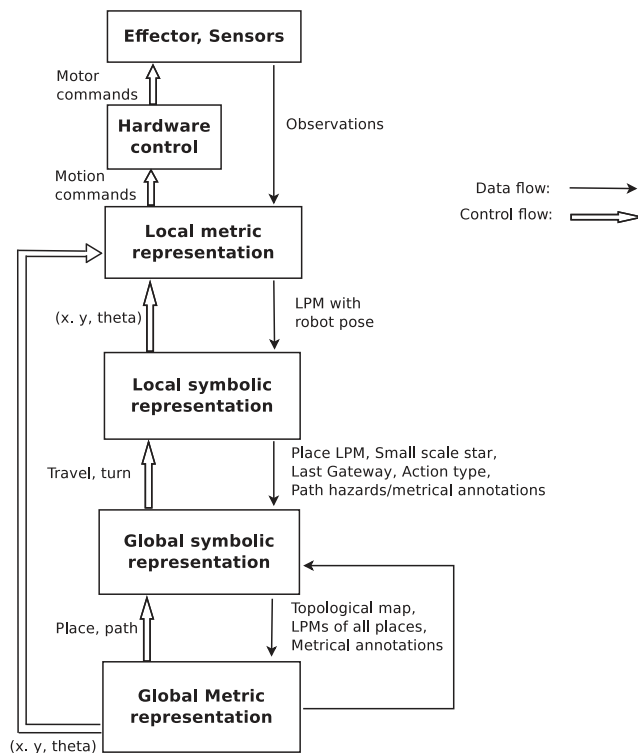 Effector, Sensors
Motor
commands
Hardware
control
Observations
Motion
commands
Data flow:
Control flow:
Local metric
representation
(x. y, theta)
LPM with
robot pose
Local symbolic
representation
Travel, turn
Place LPM, Small scale star,
Last Gateway, Action type,
Path hazards/metrical annotations
Global symbolic
representation
Place, path
Topological map,
LPMs of all places,
Metrical annotations
Global Metric
representation
(x. y, theta)